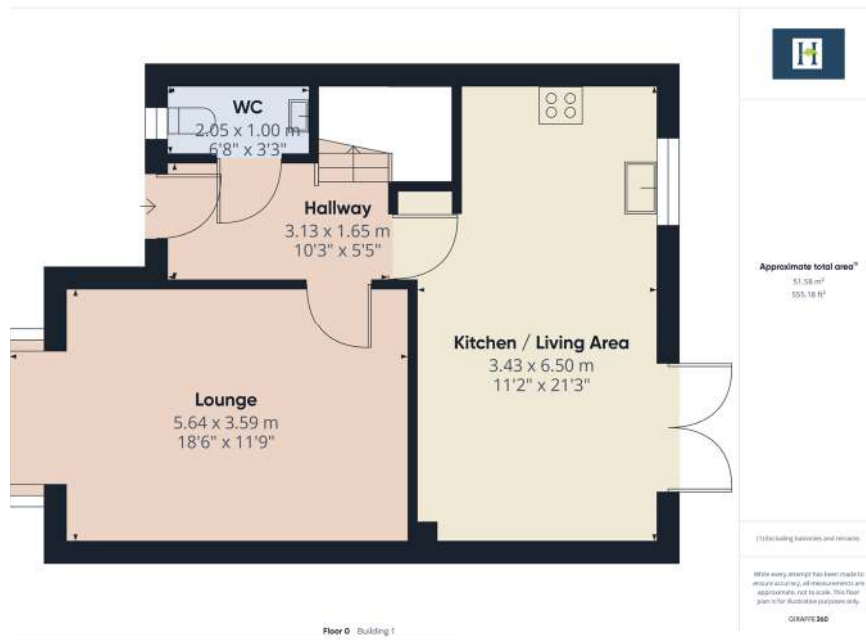 H
WC
2.05 x 1.00 m
6'8" x 3'3"
Hallway
3.13 x 1.65 m
10'3" x 5'5"
Kitchen / Living Area
3.43 x 6.50 m
11'2" x 21'3"
Lounge
5.64 x 3.59 m
18'6" x 11'9"
Approximate total area⁽¹⁾
51.58 m²
555.18 ft²
(1) Excluding balconies and terraces
While every attempt has been made to
ensure accuracy, all measurements are
approximate, not to scale. This floor
plan is for illustrative purposes only.
GIRAFFE360
Floor 0 Building 1